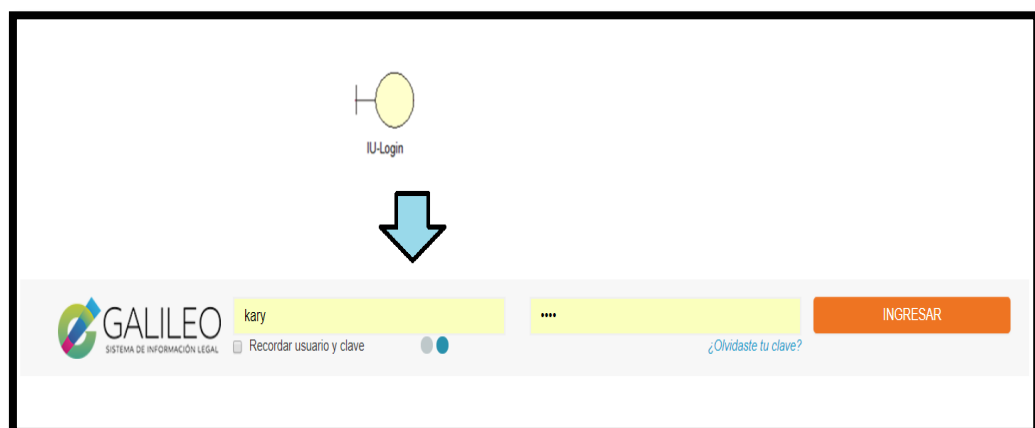 IU-Login
GALILEO
SISTEMA DE INFORMACIÓN LEGAL
kary
••••
INGRESAR
Recordar usuario y clave
¿Olvidaste tu clave?